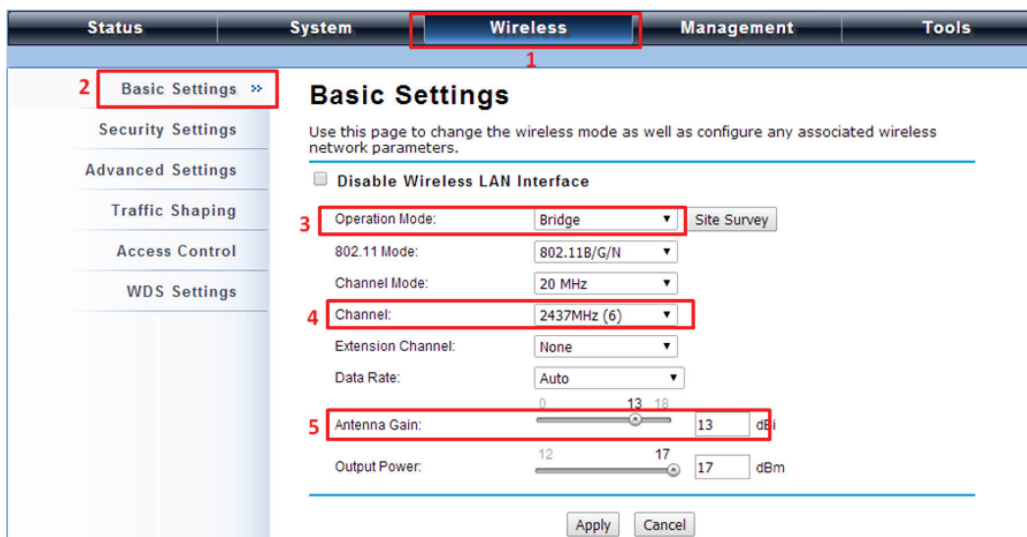 Status System Wireless Management Tools
1
2 Basic Settings »
Security Settings
Advanced Settings
Traffic Shaping
Access Control
WDS Settings
Basic Settings
Use this page to change the wireless mode as well as configure any associated wireless
network parameters.
Disable Wireless LAN Interface
3 Operation Mode: Bridge Site Survey
802.11 Mode: 802.11B/G/N
Channel Mode: 20 MHz
4 Channel: 2437MHz (6)
Extension Channel: None
Data Rate: Auto
0 13 18
5 Antenna Gain: 13 dBi
12 17
Output Power: 17 dBm
Apply Cancel